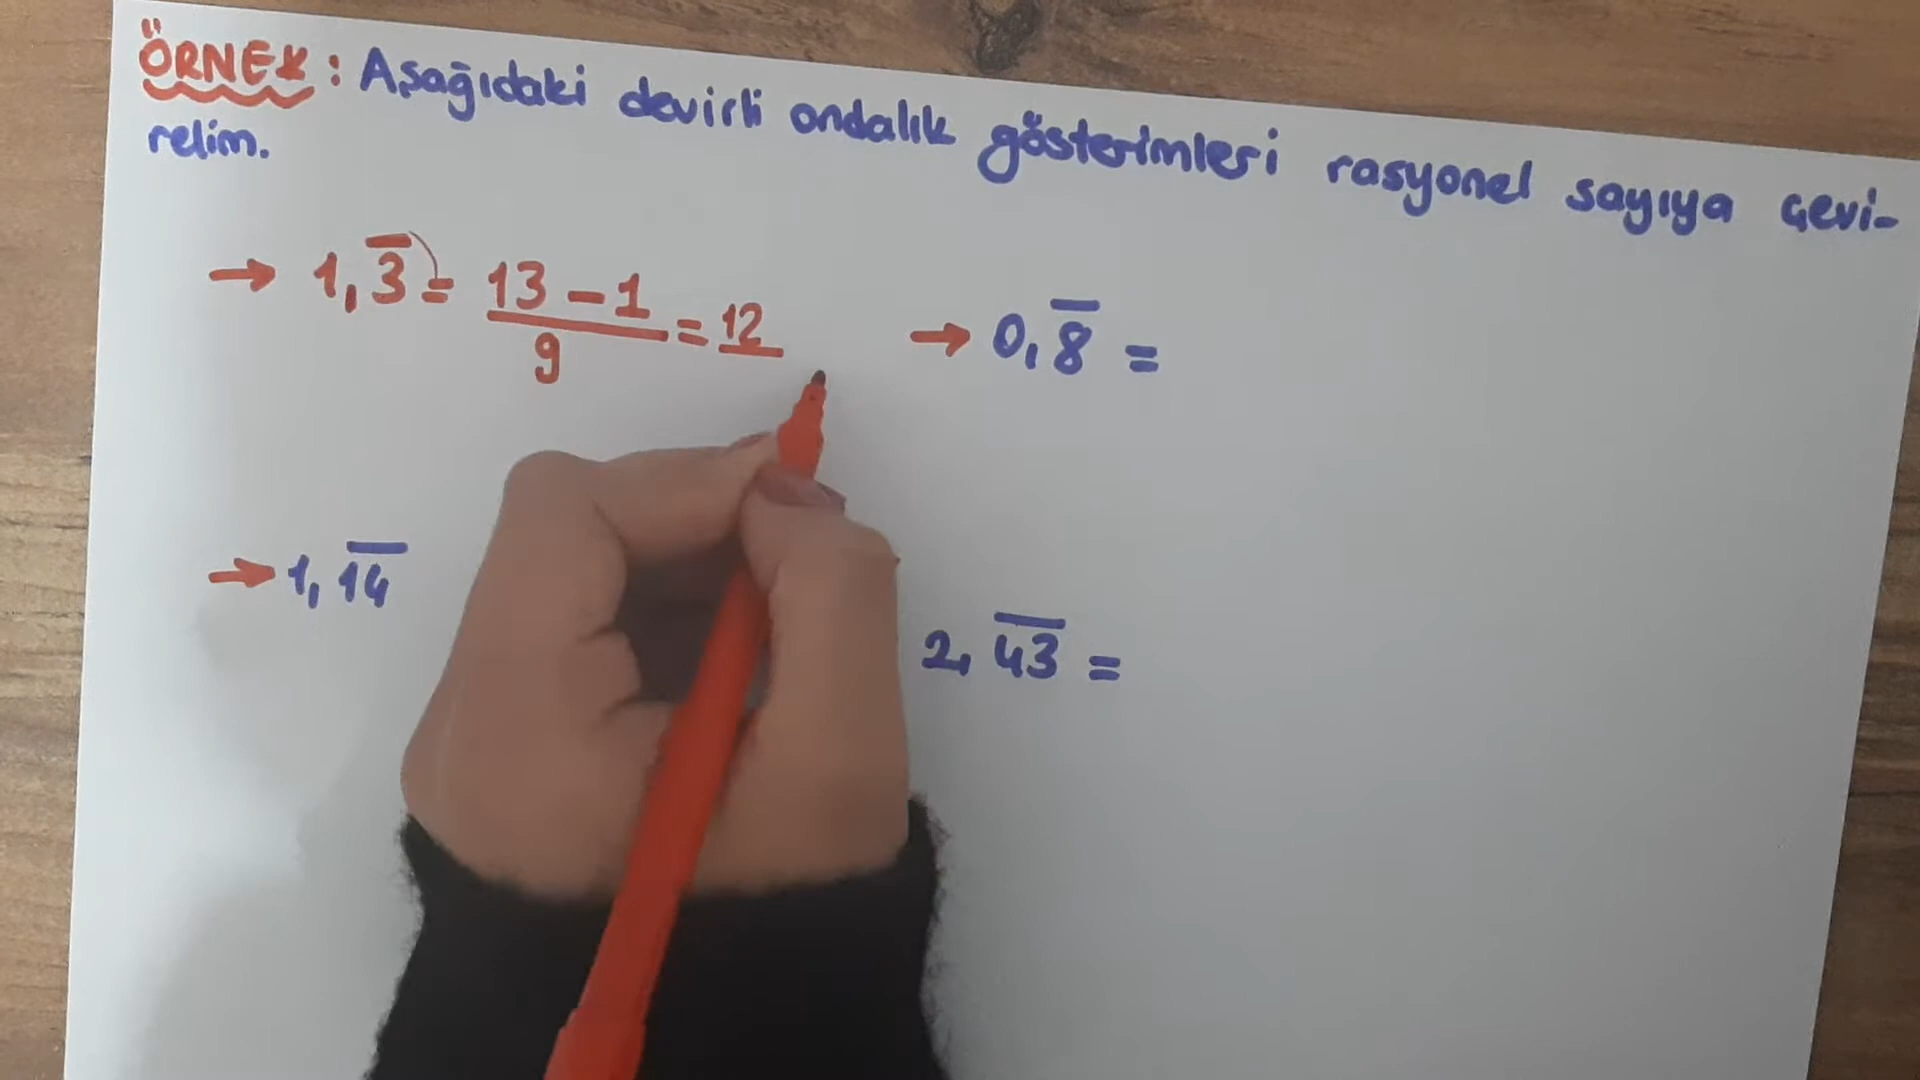 ÖRNEK: Aşağıdaki devirli ondalık gösterimleri rasyonel sayıya çevi-
relim.
→ 1,3̅ = 13 - 1 / 9 = 12
→ 0,8̅ =
→ 1,1̅4̅
2,4̅3̅ =